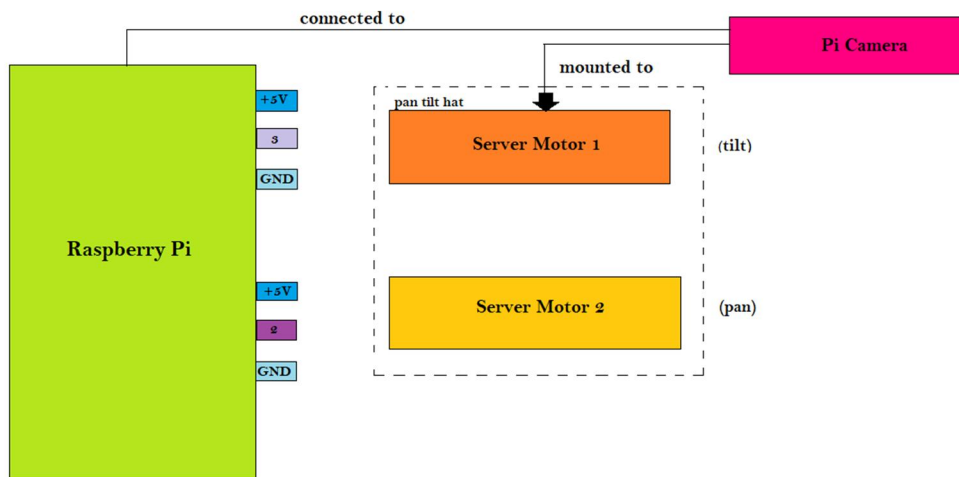 connected to
Pi Camera
mounted to
+5V
pan tilt hat
3
Server Motor 1
(tilt)
GND
Raspberry Pi
+5V
Server Motor 2
(pan)
2
GND